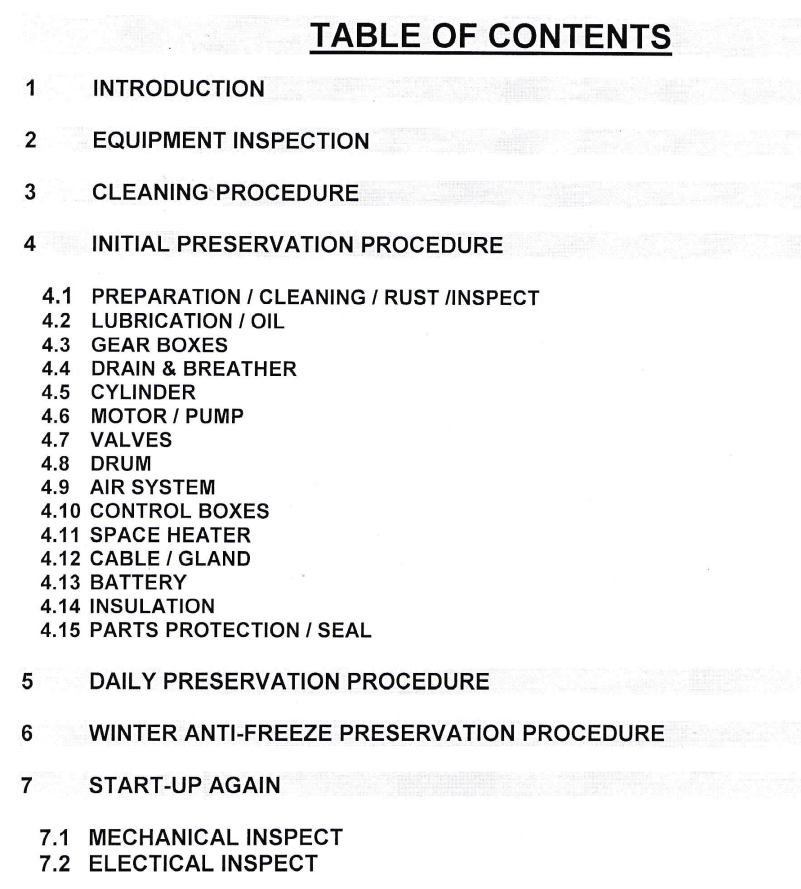 TABLE OF CONTENTS
1 INTRODUCTION
2 EQUIPMENT INSPECTION
3 CLEANING PROCEDURE
4 INITIAL PRESERVATION PROCEDURE
4.1 PREPARATION / CLEANING / RUST /INSPECT
4.2 LUBRICATION / OIL
4.3 GEAR BOXES
4.4 DRAIN & BREATHER
4.5 CYLINDER
4.6 MOTOR / PUMP
4.7 VALVES
4.8 DRUM
4.9 AIR SYSTEM
4.10 CONTROL BOXES
4.11 SPACE HEATER
4.12 CABLE / GLAND
4.13 BATTERY
4.14 INSULATION
4.15 PARTS PROTECTION / SEAL
5 DAILY PRESERVATION PROCEDURE
6 WINTER ANTI-FREEZE PRESERVATION PROCEDURE
7 START-UP AGAIN
7.1 MECHANICAL INSPECT
7.2 ELECTICAL INSPECT